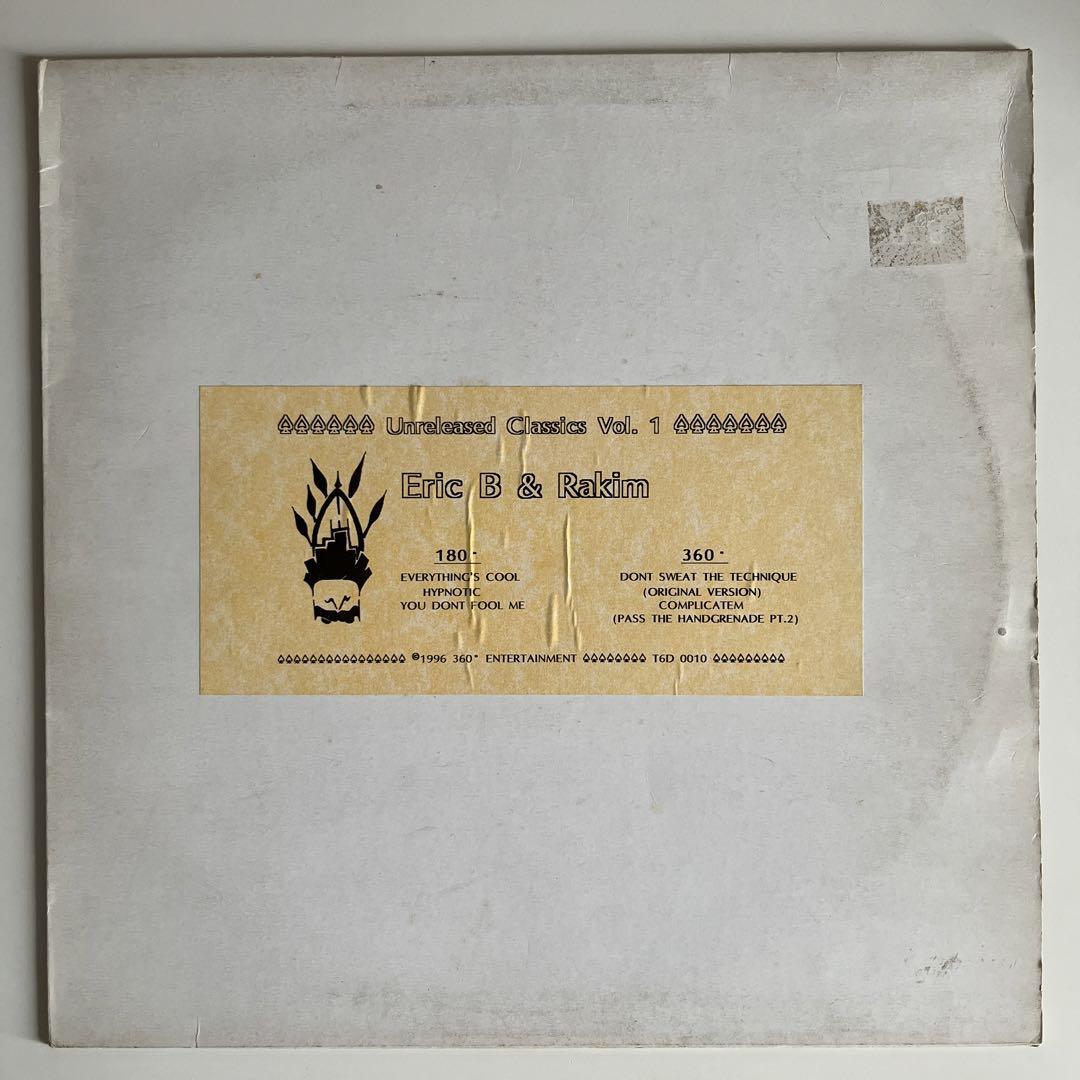 Unreleased Classics Vol. 1
Eric B & Rakim
180°
EVERYTHING'S COOL
HYPNOTIC
YOU DONT FOOL ME
360°
DONT SWEAT THE TECHNIQUE
(ORIGINAL VERSION)
COMPLICATEM
(PASS THE HANDGRENADE PT.2)
©1996 360° ENTERTAINMENT T6D 0010